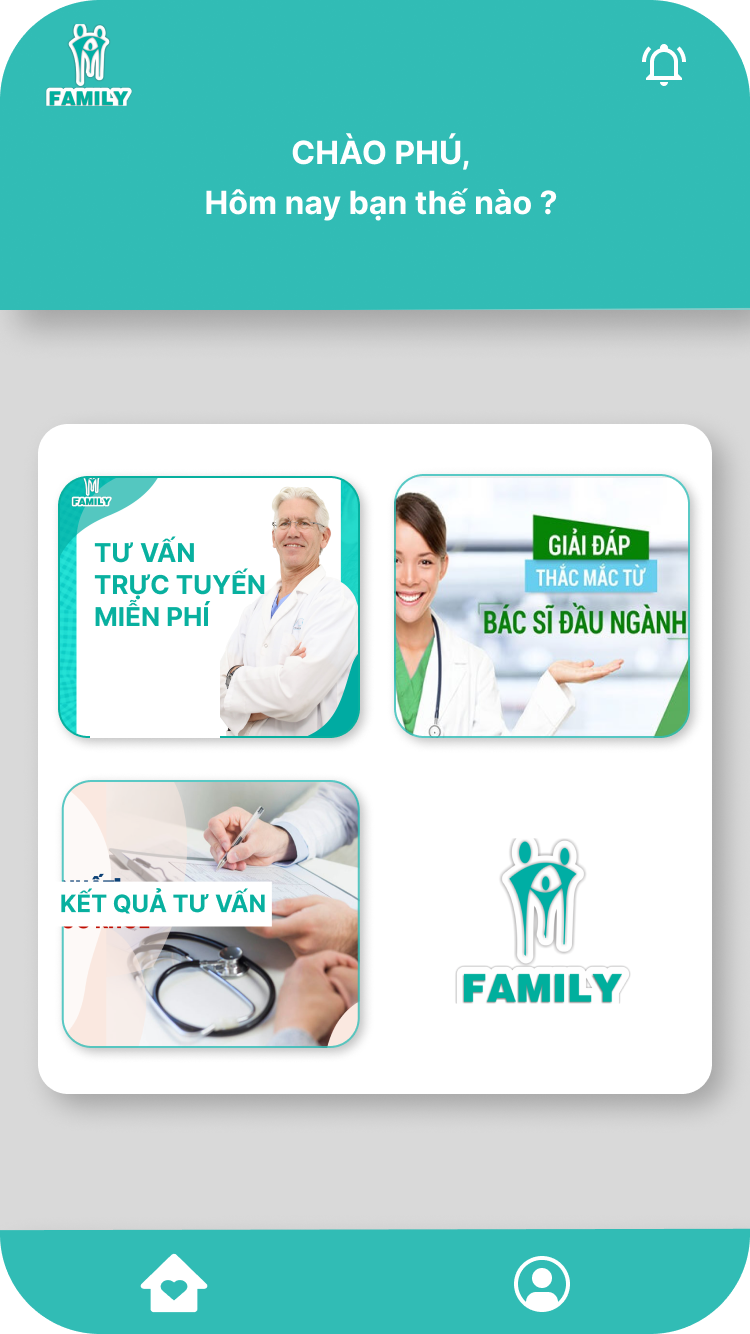 FAMILY
CHÀO PHÚ,
Hôm nay bạn thế nào ?
FAMILY
TƯ VẤN
TRỰC TUYẾN
MIỄN PHÍ
GIẢI ĐÁP
THẮC MẮC TỪ
BÁC SĨ ĐẦU NGÀNH
KẾT QUẢ TƯ VẤN
FAMILY